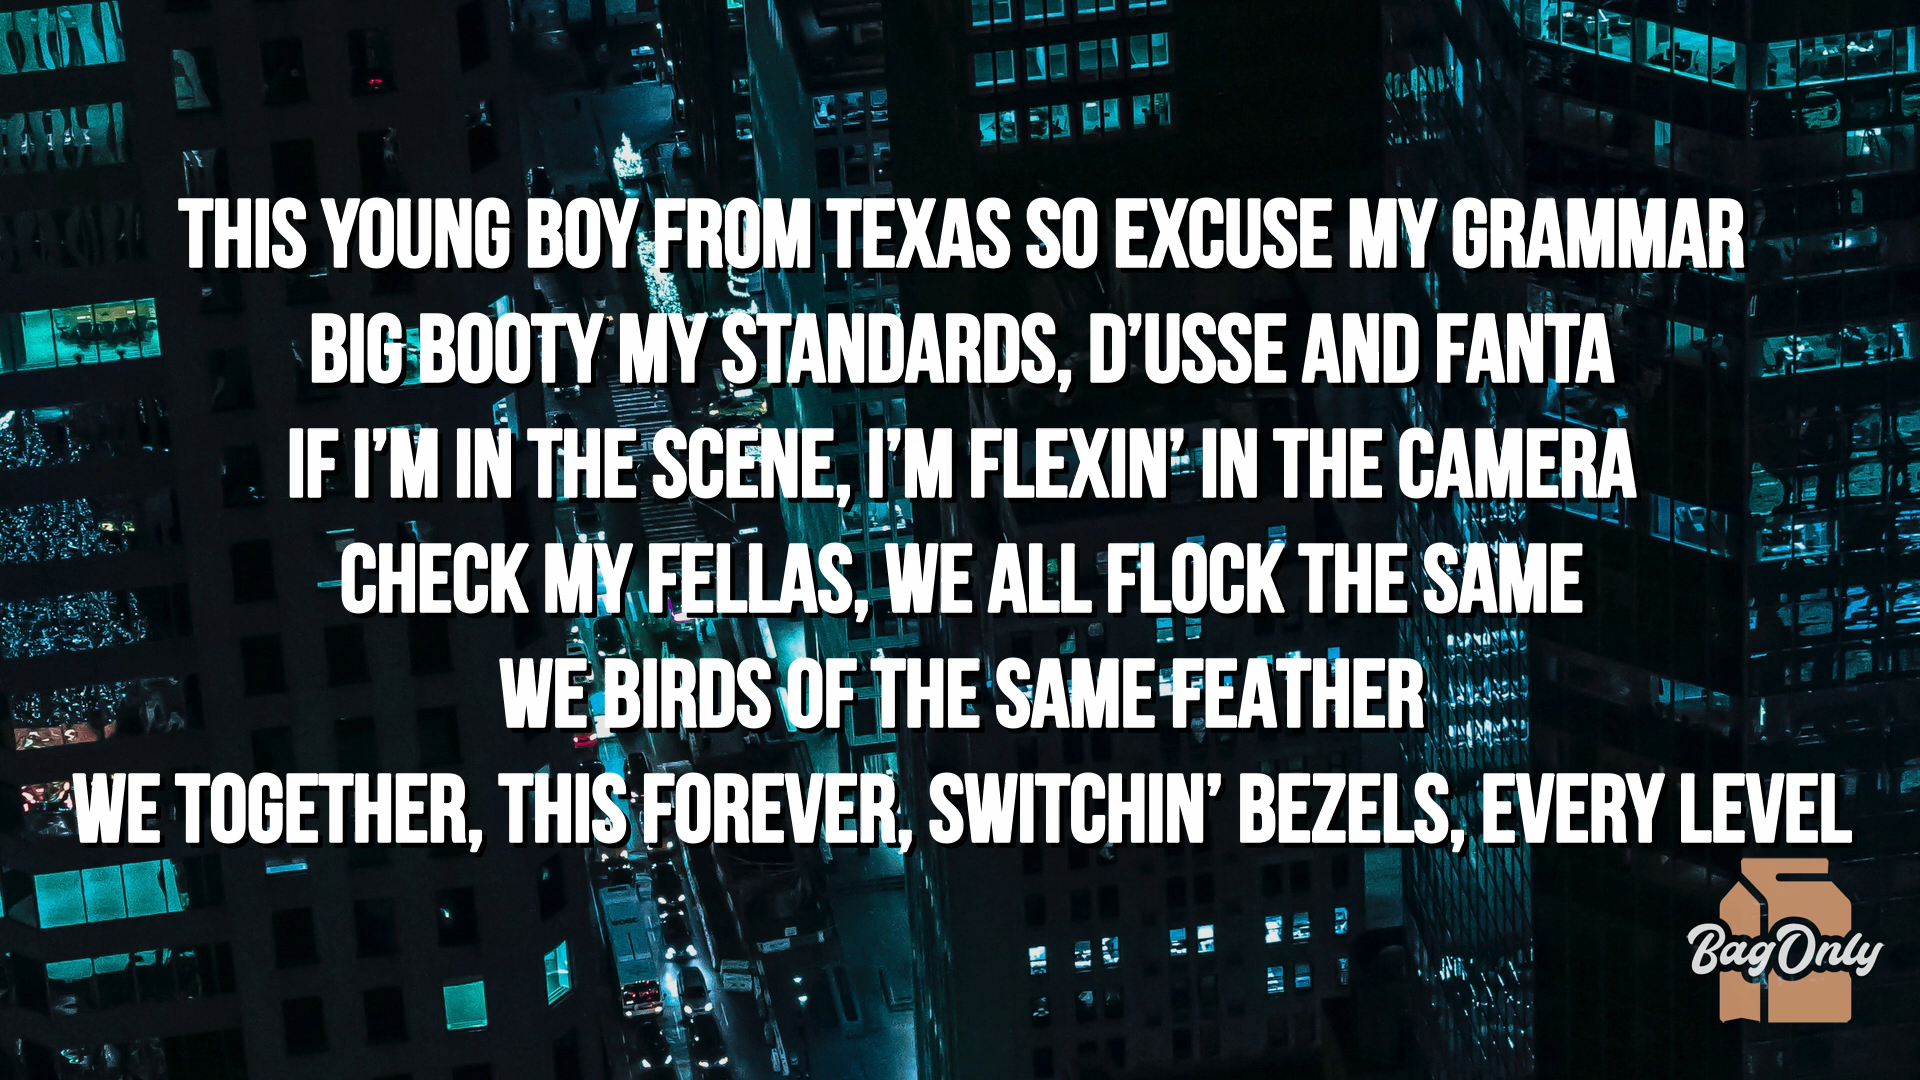 THIS YOUNG BOY FROM TEXAS SO EXCUSE MY GRAMMAR
BIG BOOTY MY STANDARDS, D’USSE AND FANTA
IF I’M IN THE SCENE, I’M FLEXIN’ IN THE CAMERA
CHECK MY FELLAS, WE ALL FLOCK THE SAME
WE BIRDS OF THE SAME FEATHER
WE TOGETHER, THIS FOREVER, SWITCHIN’ BEZELS, EVERY LEVEL
BagOnly